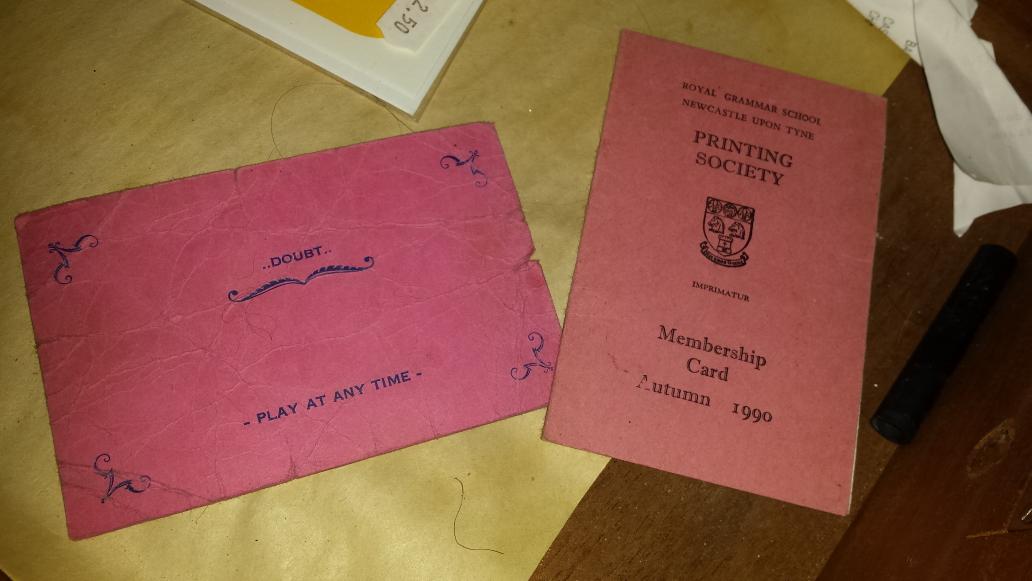 2.50
..DOUBT..
- PLAY AT ANY TIME -
ROYAL GRAMMAR SCHOOL
NEWCASTLE UPON TYNE
PRINTING
SOCIETY
IMPRIMATUR
Membership
Card
Autumn 1990